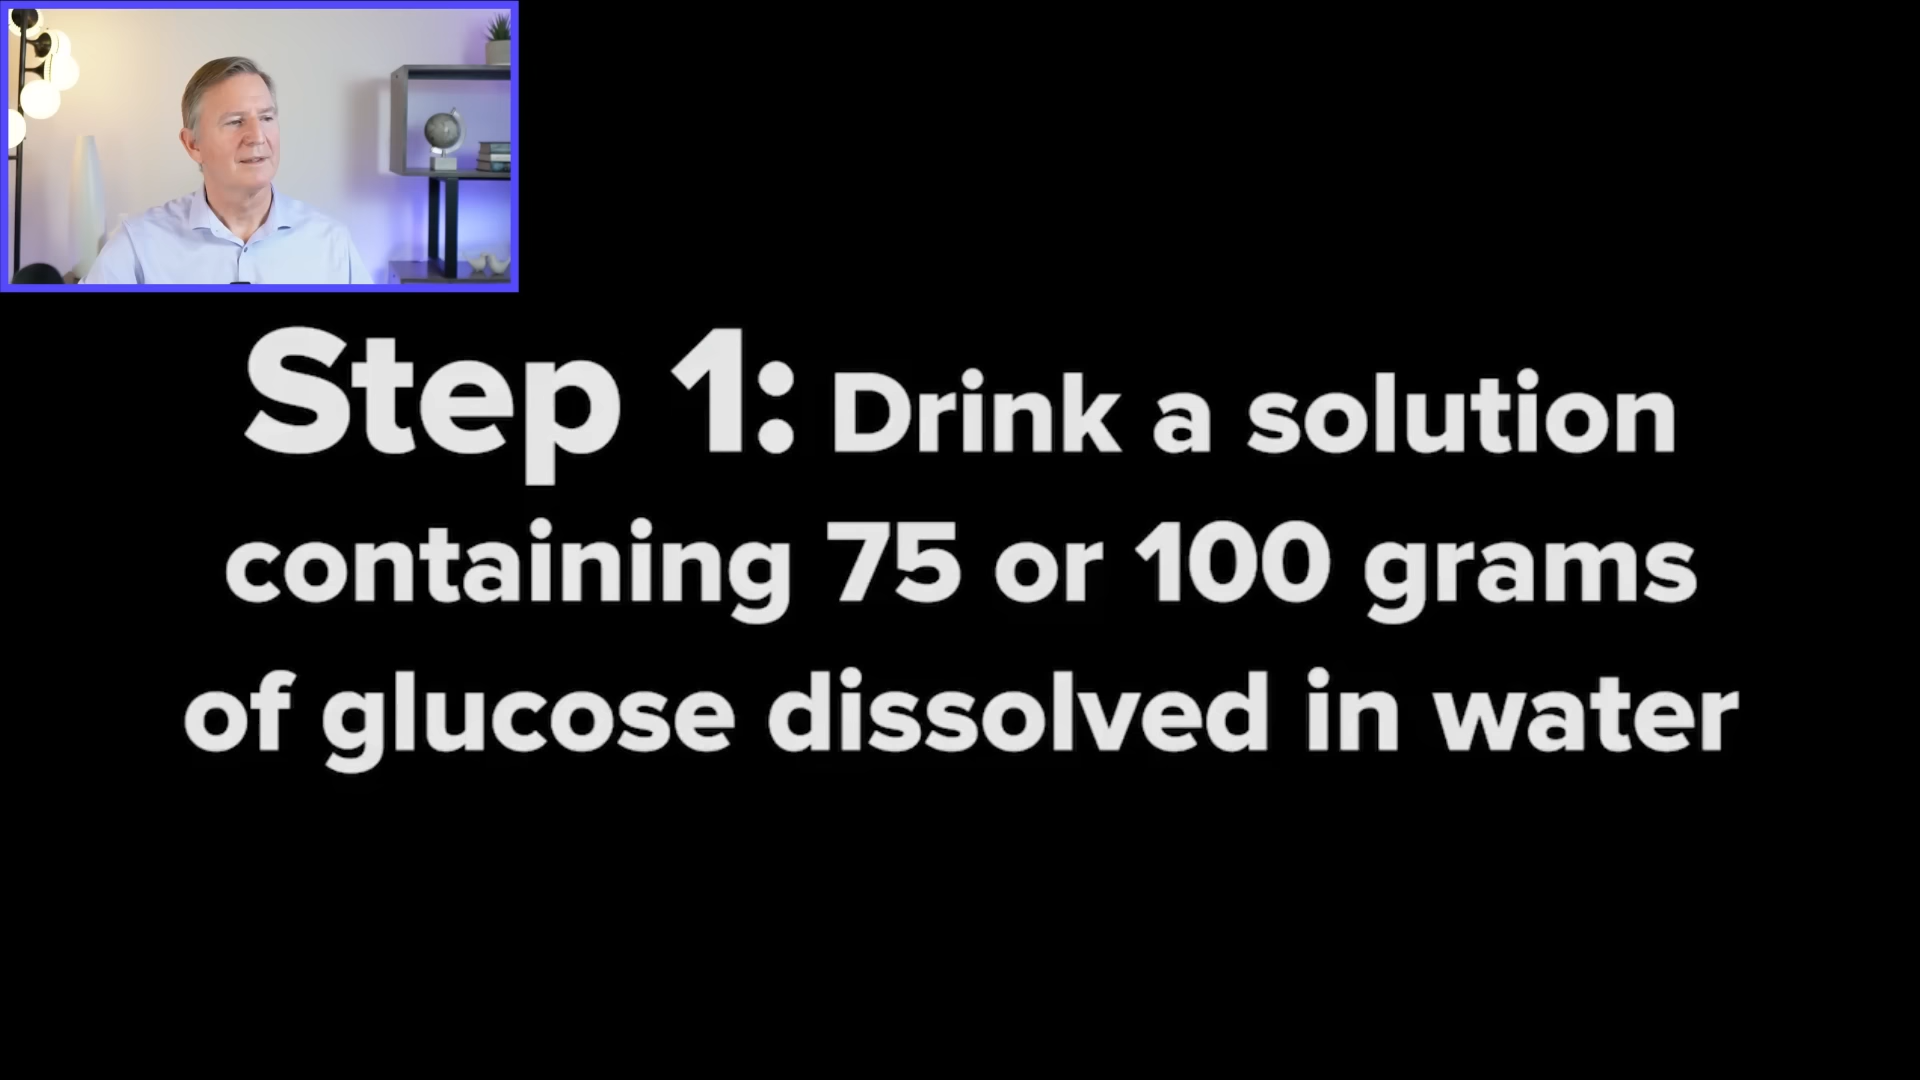 Step 1: Drink a solution
containing 75 or 100 grams
of glucose dissolved in water